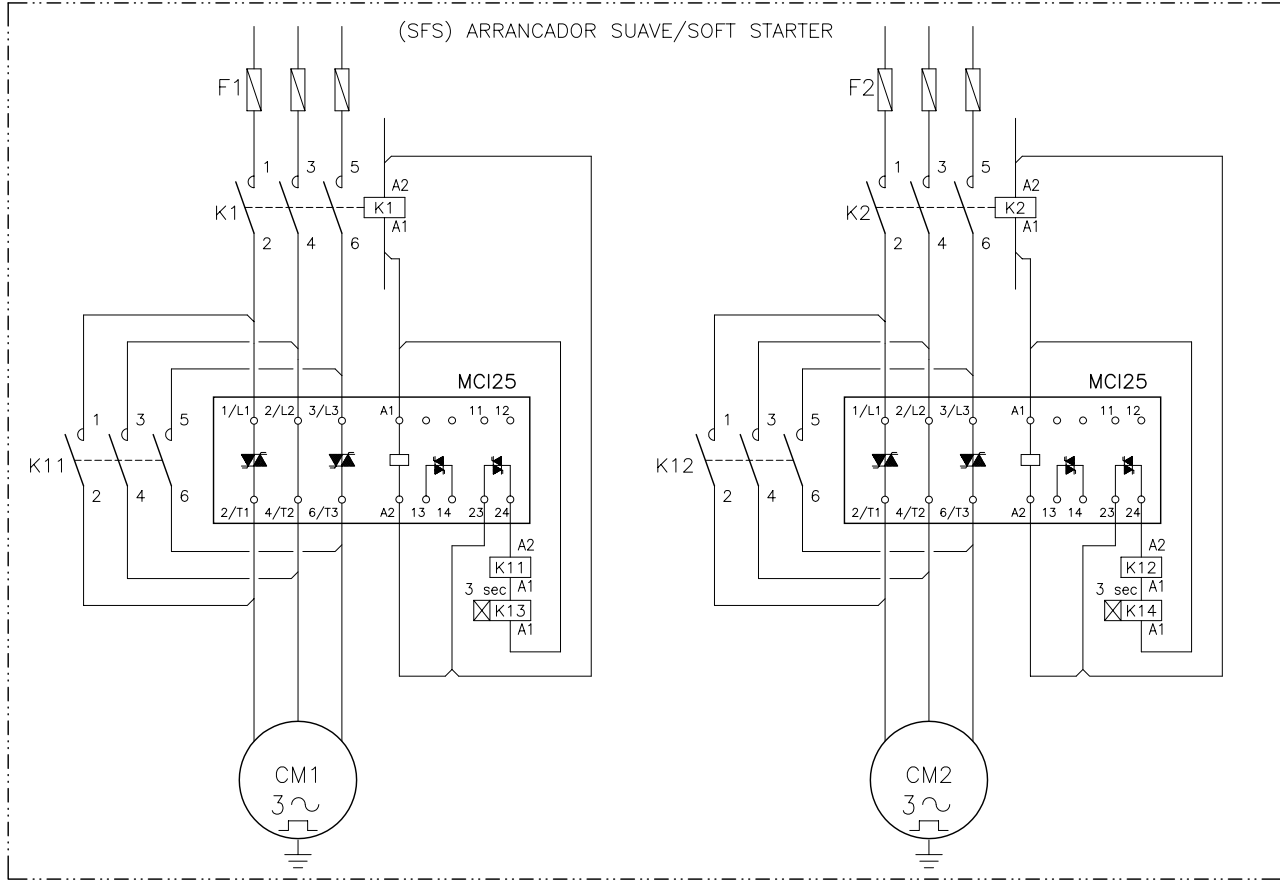 (SFS) ARRANCADOR SUAVE/SOFT STARTER
F1
F2
1 3 5
A2
K1 K1
A1
2 4 6
1 3 5
A2
K2 K2
A1
2 4 6
MCI25
1/L1 2/L2 3/L3 A1 11 12
1 3 5
K11
2 4 6
2/T1 4/T2 6/T3 A2 13 14 23 24
A2
K11
3 sec A1
K13
A1
MCI25
1/L1 2/L2 3/L3 A1 11 12
1 3 5
K12
2 4 6
2/T1 4/T2 6/T3 A2 13 14 23 24
A2
K12
3 sec A1
K14
A1
CM1
3
CM2
3